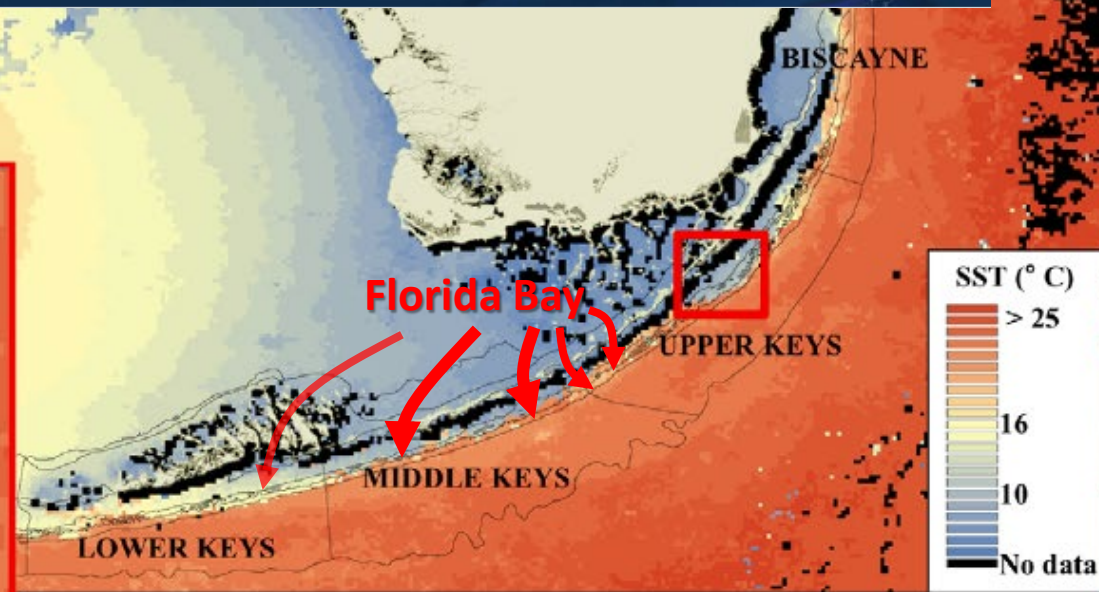 BISCAYNE
Florida Bay
UPPER KEYS
MIDDLE KEYS
LOWER KEYS
SST (° C)
> 25
16
10
No data